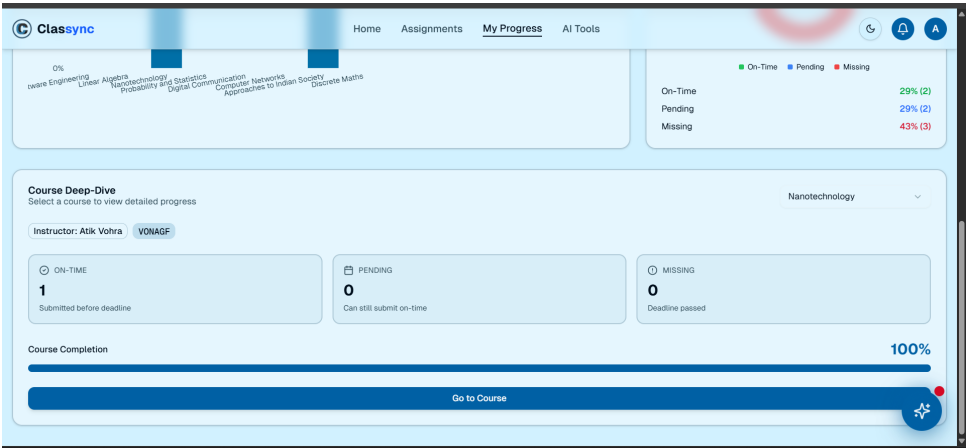 Classync
Home
Assignments
My Progress
AI Tools
A
0%
tware Engineering
Linear Algebra
Nanotechnology
Probability and Statistics
Digital Communication
Computer Networks
Approaches to Indian Society
Discrete Maths
On-Time
Pending
Missing
On-Time 29% (2)
Pending 29% (2)
Missing 43% (3)
Course Deep-Dive
Select a course to view detailed progress
Nanotechnology
Instructor: Atik Vohra
VONAGF
ON-TIME
1
Submitted before deadline
PENDING
0
Can still submit on-time
MISSING
0
Deadline passed
Course Completion
100%
Go to Course